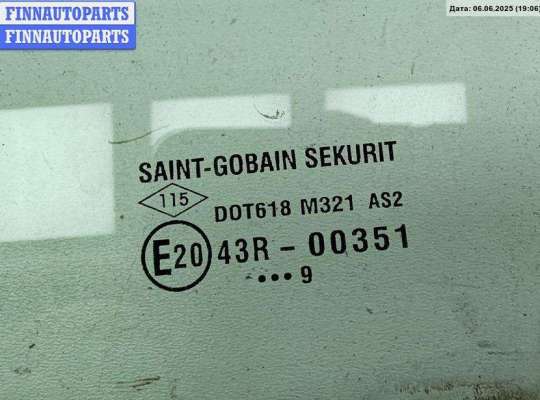 FINNAUTOPARTS
FINNAUTOPARTS
Дата: 06.06.2025 (19:06)
SAINT-GOBAIN SEKURIT
115
DOT618 M321 AS2
E20 43R - 00351
••• 9